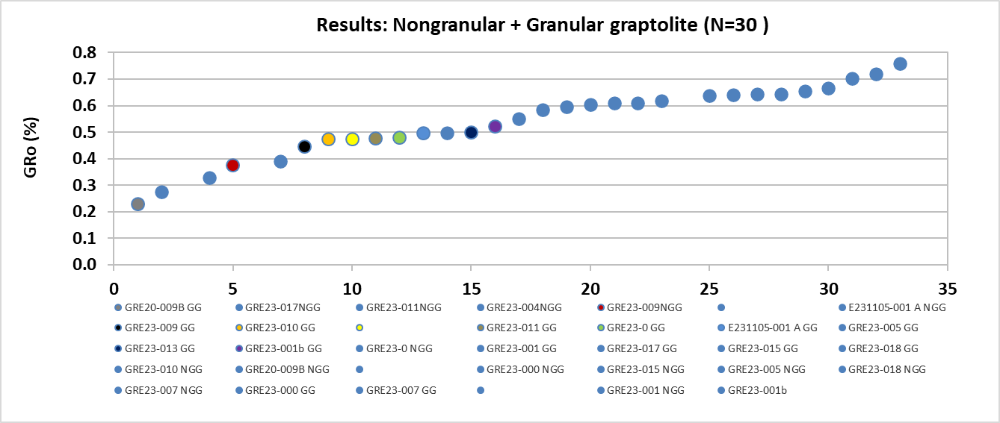 Results: Nongranular + Granular graptolite (N=30 )
GRo (%)
0.8
0.7
0.6
0.5
0.4
0.3
0.2
0.1
0.0
0 5 10 15 20 25 30 35
GRE20-009B GG GRE23-017NGG GRE23-011NGG GRE23-004NGG GRE23-009NGG E231105-001 A NGG
GRE23-009 GG GRE23-010 GG GRE23-011 GG GRE23-0 GG E231105-001 A GG GRE23-005 GG
GRE23-013 GG GRE23-001b GG GRE23-0 NGG GRE23-001 GG GRE23-017 GG GRE23-015 GG GRE23-018 GG
GRE23-010 NGG GRE20-009B NGG GRE23-000 NGG GRE23-015 NGG GRE23-005 NGG GRE23-018 NGG
GRE23-007 NGG GRE23-000 GG GRE23-007 GG GRE23-001 NGG GRE23-001b